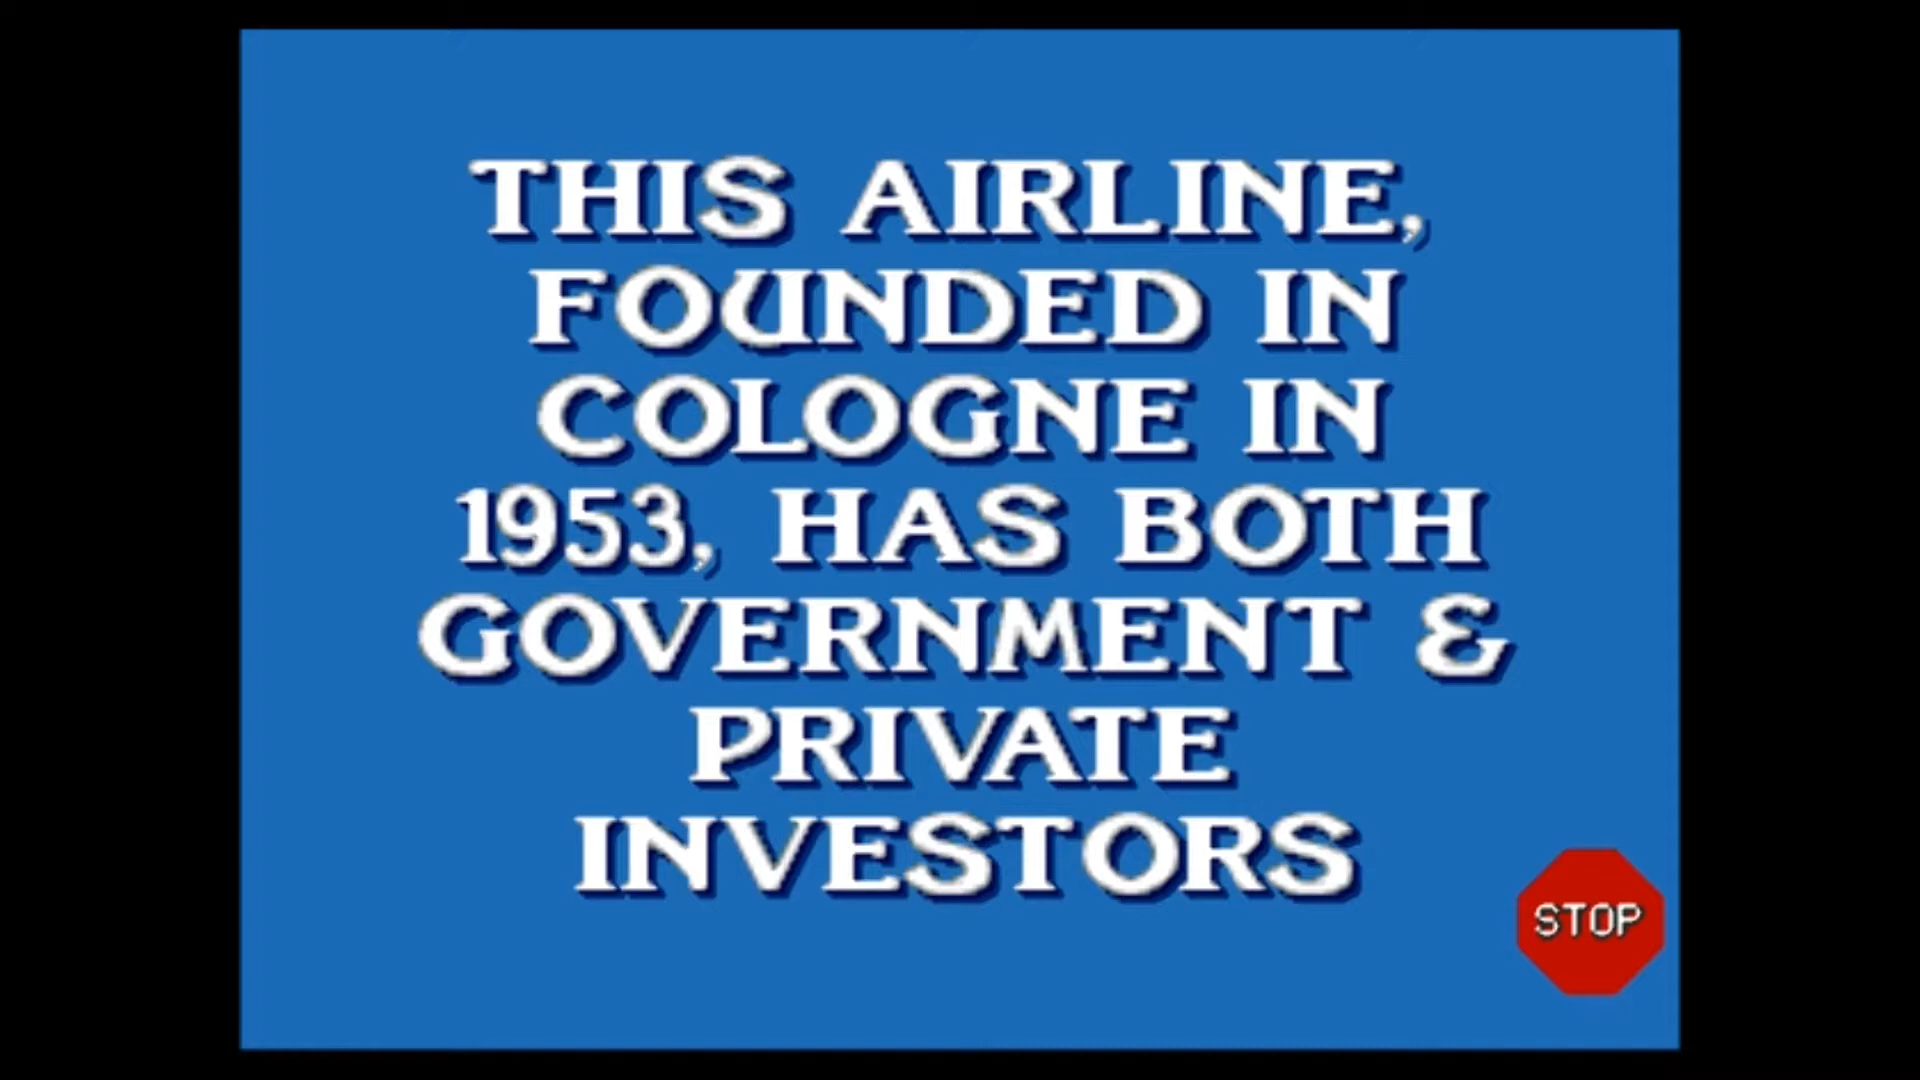 THIS AIRLINE,
FOUNDED IN
COLOGNE IN
1953, HAS BOTH
GOVERNMENT &
PRIVATE
INVESTORS
STOP